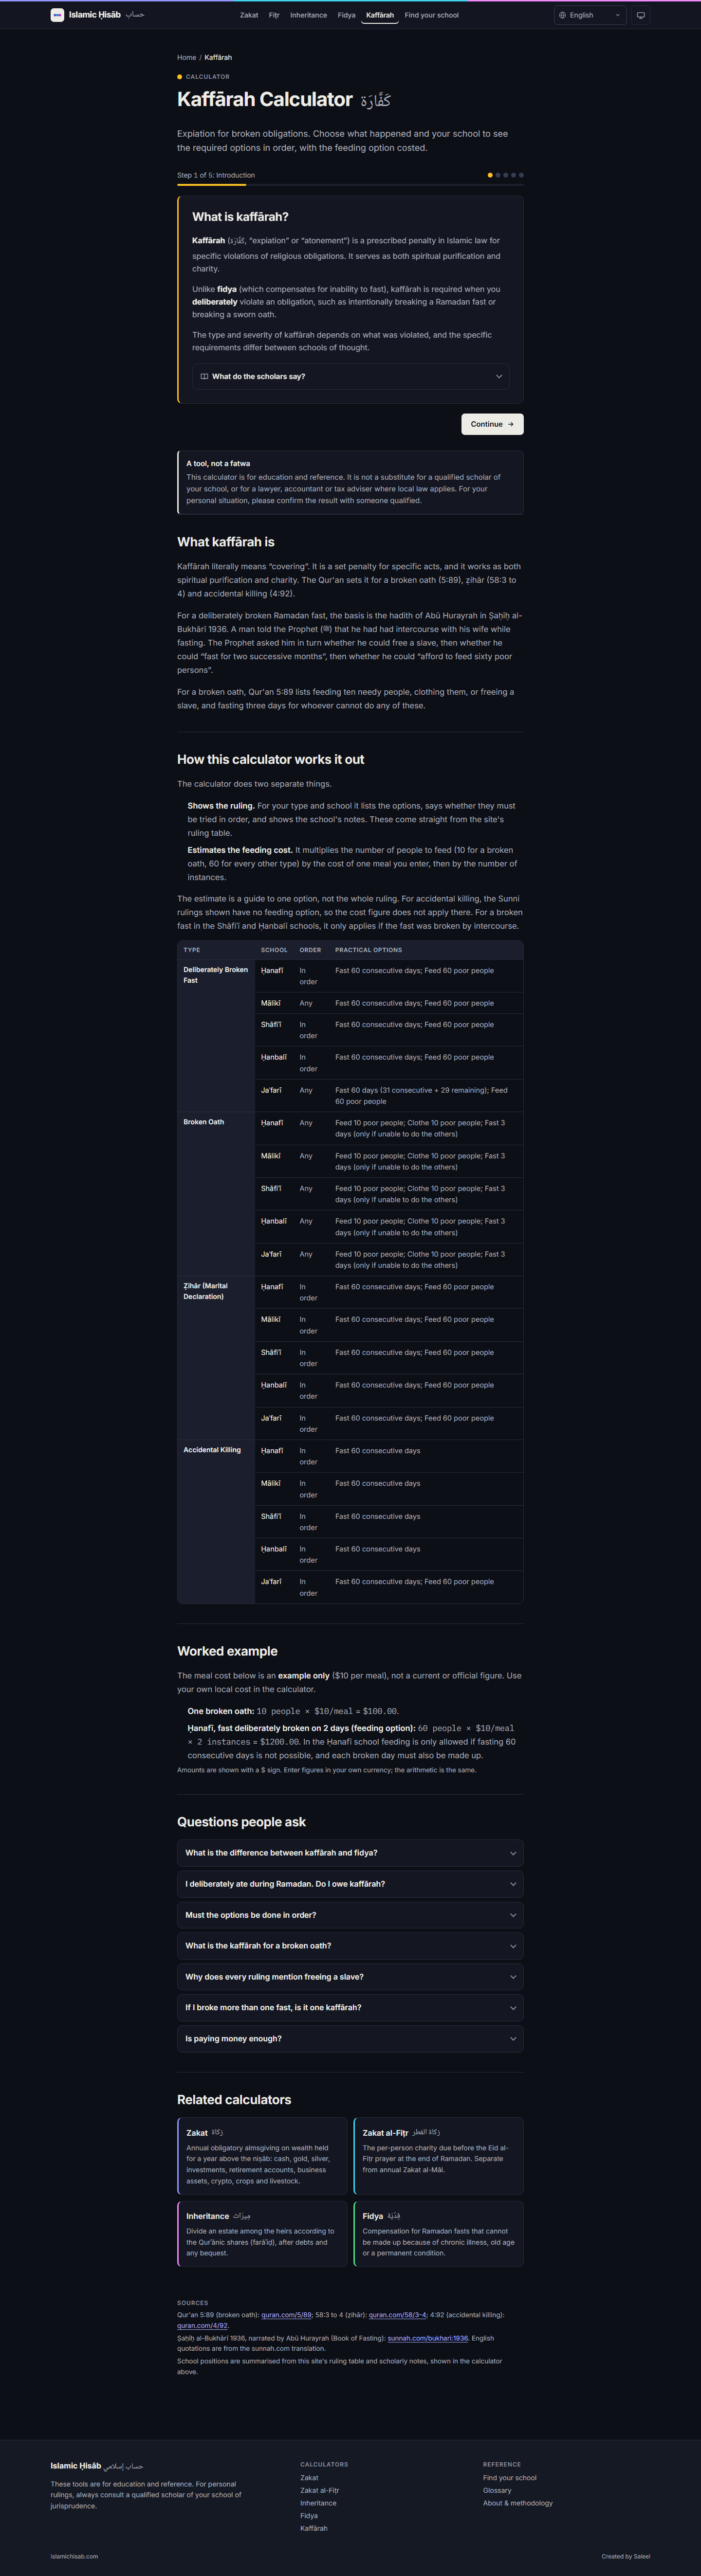 Islamic Ḥisāb حساب
Zakat Fiṭr Inheritance Fidya Kaffārah Find your school
English
Home / Kaffārah
CALCULATOR
Kaffārah Calculator كَفَّارَة
Expiation for broken obligations. Choose what happened and your school to see
the required options in order, with the feeding option costed.
Step 1 of 5: Introduction
What is kaffārah?
Kaffārah (كَفَّارَة, “expiation” or “atonement”) is a prescribed penalty in Islamic law for
specific violations of religious obligations. It serves as both spiritual purification and
charity.
Unlike fidya (which compensates for inability to fast), kaffārah is required when you
deliberately violate an obligation, such as intentionally breaking a Ramadan fast or
breaking a sworn oath.
The type and severity of kaffārah depends on what was violated, and the specific
requirements differ between schools of thought.
What do the scholars say?
Continue →
A tool, not a fatwa
This calculator is for education and reference. It is not a substitute for a qualified scholar of
your school, or for a lawyer, accountant or tax adviser where local law applies. For your
personal situation, please confirm the result with someone qualified.
What kaffārah is
Kaffārah literally means “covering”. It is a set penalty for specific acts, and it works as both
spiritual purification and charity. The Qur'an sets it for a broken oath (5:89), ẓihār (58:3 to
4) and accidental killing (4:92).
For a deliberately broken Ramadan fast, the basis is the hadith of Abū Hurayrah in Ṣaḥīḥ al-
Bukhārī 1936. A man told the Prophet (ﷺ) that he had had intercourse with his wife while
fasting. The Prophet asked him in turn whether he could free a slave, then whether he
could “fast for two successive months”, then whether he could “afford to feed sixty poor
persons”.
For a broken oath, Qur'an 5:89 lists feeding ten needy people, clothing them, or freeing a
slave, and fasting three days for whoever cannot do any of these.
How this calculator works it out
The calculator does two separate things.
Shows the ruling. For your type and school it lists the options, says whether they must
be tried in order, and shows the school's notes. These come straight from the site's
ruling table.
Estimates the feeding cost. It multiplies the number of people to feed (10 for a broken
oath, 60 for every other type) by the cost of one meal you enter, then by the number of
instances.
The estimate is a guide to one option, not the whole ruling. For accidental killing, the Sunni
rulings shown have no feeding option, so the cost figure does not apply there. For a broken
fast in the Shāfiʿī and Ḥanbalī schools, it only applies if the fast was broken by intercourse.
TYPE SCHOOL ORDER PRACTICAL OPTIONS
Deliberately Broken Fast Ḥanafī In order Fast 60 consecutive days; Feed 60 poor people
Mālikī Any Fast 60 consecutive days; Feed 60 poor people
Shāfiʿī In order Fast 60 consecutive days; Feed 60 poor people
Ḥanbalī In order Fast 60 consecutive days; Feed 60 poor people
Jaʿfarī Any Fast 60 days (31 consecutive + 29 remaining); Feed
60 poor people
Broken Oath Ḥanafī Any Feed 10 poor people; Clothe 10 poor people; Fast 3
days (only if unable to do the others)
Mālikī Any Feed 10 poor people; Clothe 10 poor people; Fast 3
days (only if unable to do the others)
Shāfiʿī Any Feed 10 poor people; Clothe 10 poor people; Fast 3
days (only if unable to do the others)
Ḥanbalī Any Feed 10 poor people; Clothe 10 poor people; Fast 3
days (only if unable to do the others)
Jaʿfarī Any Feed 10 poor people; Clothe 10 poor people; Fast 3
days (only if unable to do the others)
Ẓihār (Marital Declaration) Ḥanafī In order Fast 60 consecutive days; Feed 60 poor people
Mālikī In order Fast 60 consecutive days; Feed 60 poor people
Shāfiʿī In order Fast 60 consecutive days; Feed 60 poor people
Ḥanbalī In order Fast 60 consecutive days; Feed 60 poor people
Jaʿfarī In order Fast 60 consecutive days; Feed 60 poor people
Accidental Killing Ḥanafī In order Fast 60 consecutive days
Mālikī In order Fast 60 consecutive days
Shāfiʿī In order Fast 60 consecutive days
Ḥanbalī In order Fast 60 consecutive days
Jaʿfarī In order Fast 60 consecutive days; Feed 60 poor people
Worked example
The meal cost below is an example only ($10 per meal), not a current or official figure. Use
your own local cost in the calculator.
One broken oath: 10 people × $10/meal = $100.00.
Ḥanafī, fast deliberately broken on 2 days (feeding option): 60 people × $10/meal
× 2 instances = $1200.00. In the Ḥanafī school feeding is only allowed if fasting 60
consecutive days is not possible, and each broken day must also be made up.
Amounts are shown with a $ sign. Enter figures in your own currency; the arithmetic is the same.
Questions people ask
What is the difference between kaffārah and fidya?
I deliberately ate during Ramadan. Do I owe kaffārah?
Must the options be done in order?
What is the kaffārah for a broken oath?
Why does every ruling mention freeing a slave?
If I broke more than one fast, is it one kaffārah?
Is paying money enough?
Related calculators
Zakat زكاة
Annual obligatory almsgiving on wealth held
for a year above the niṣāb: cash, gold, silver,
investments, retirement accounts, business
assets, crypto, crops and livestock.
Zakat al-Fiṭr زكاة الفطر
The per-person charity due before the Eid al-
Fiṭr prayer at the end of Ramadan. Separate
from annual Zakat al-Māl.
Inheritance ميراث
Divide an estate among the heirs according to
the Qurʾānic shares (farāʾiḍ), after debts and
any bequest.
Fidya فِدْيَة
Compensation for Ramadan fasts that cannot
be made up because of chronic illness, old age
or a permanent condition.
SOURCES
Qur'an 5:89 (broken oath): quran.com/5/89; 58:3 to 4 (ẓihār): quran.com/58/3-4; 4:92 (accidental killing):
quran.com/4/92.
Ṣaḥīḥ al-Bukhārī 1936, narrated by Abū Hurayrah (Book of Fasting): sunnah.com/bukhari:1936. English
quotations are from the sunnah.com translation.
School positions are summarised from this site's ruling table and scholarly notes, shown in the calculator
above.
Islamic Ḥisāb حساب إسلامي
These tools are for education and reference. For personal
rulings, always consult a qualified scholar of your school of
jurisprudence.
CALCULATORS
Zakat
Zakat al-Fiṭr
Inheritance
Fidya
Kaffārah
REFERENCE
Find your school
Glossary
About & methodology
islamichisab.com
Created by Saleel